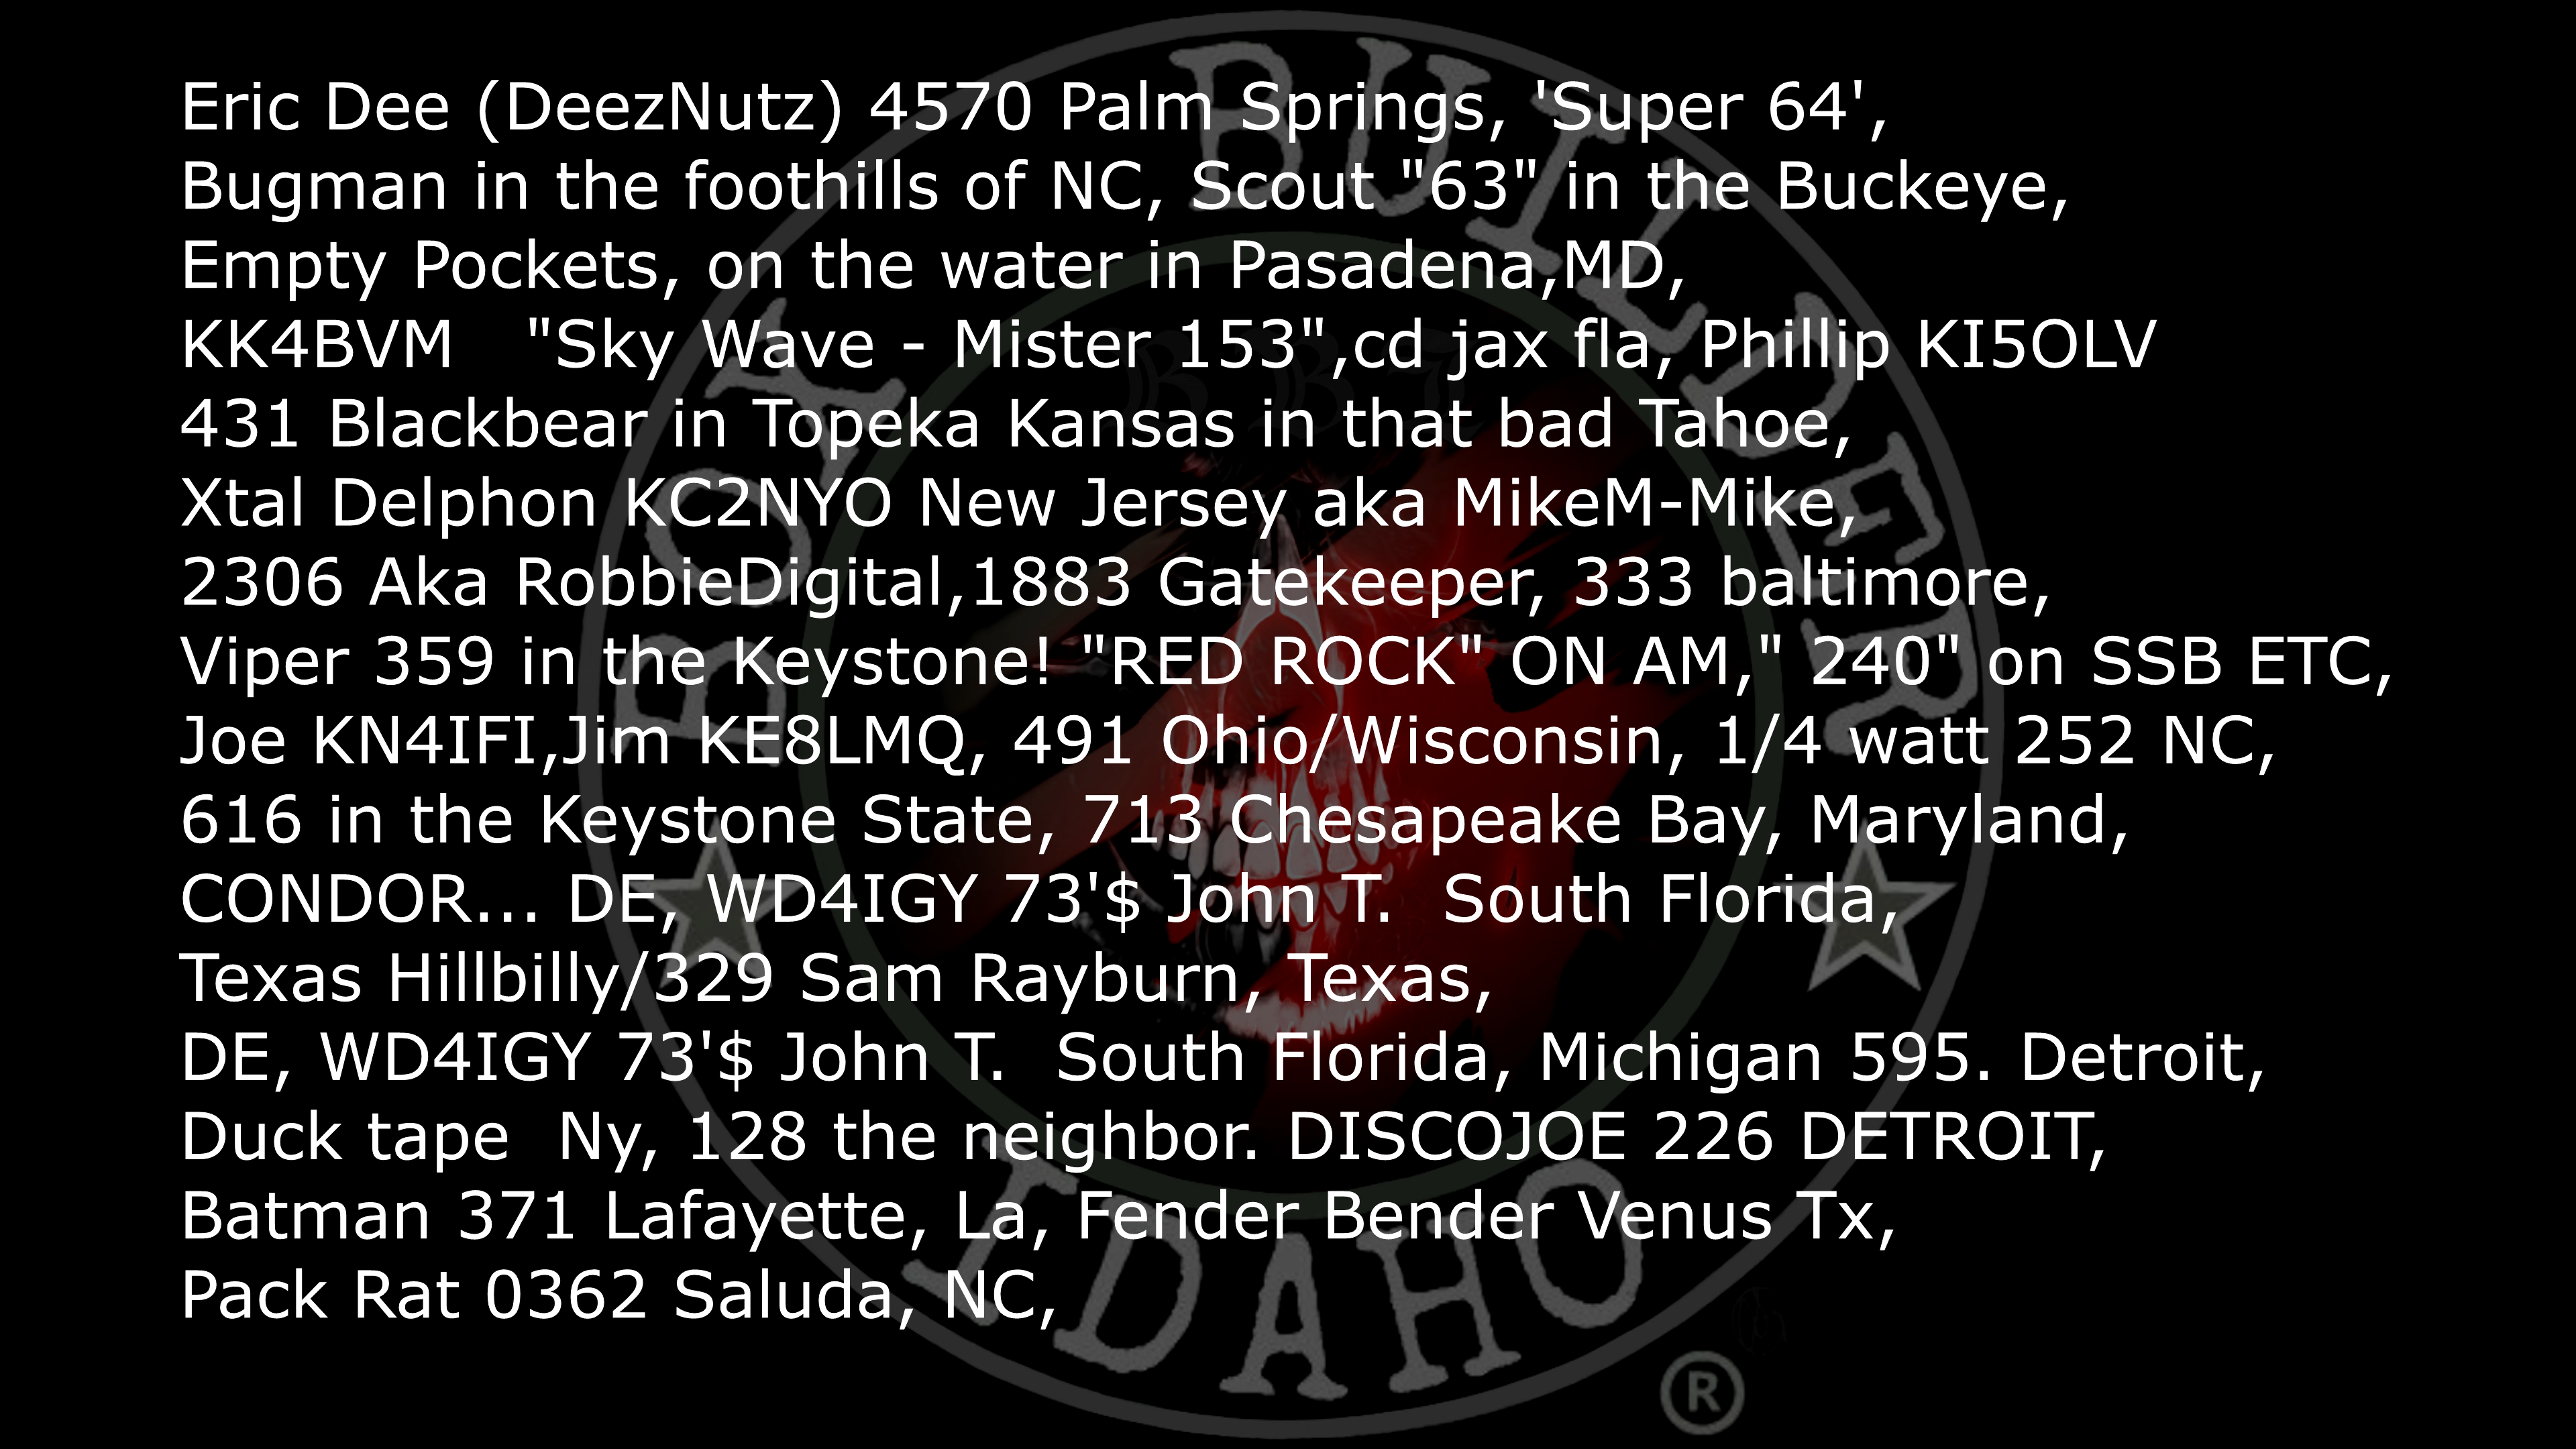 Eric Dee (DeezNutz) 4570 Palm Springs, 'Super 64',
Bugman in the foothills of NC, Scout "63" in the Buckeye,
Empty Pockets, on the water in Pasadena,MD,
KK4BVM   "Sky Wave - Mister 153",cd jax fla, Phillip KI5OLV
431 Blackbear in Topeka Kansas in that bad Tahoe,
Xtal Delphon KC2NYO New Jersey aka MikeM-Mike,
2306 Aka RobbieDigital,1883 Gatekeeper, 333 baltimore,
Viper 359 in the Keystone! "RED ROCK" ON AM," 240" on SSB ETC,
Joe KN4IFI,Jim KE8LMQ, 491 Ohio/Wisconsin, 1/4 watt 252 NC,
616 in the Keystone State, 713 Chesapeake Bay, Maryland,
CONDOR... DE, WD4IGY 73'$ John T.  South Florida,
Texas Hillbilly/329 Sam Rayburn, Texas,
DE, WD4IGY 73'$ John T.  South Florida, Michigan 595. Detroit,
Duck tape  Ny, 128 the neighbor. DISCOJOE 226 DETROIT,
Batman 371 Lafayette, La, Fender Bender Venus Tx,
Pack Rat 0362 Saluda, NC,
BOY BUILDER
BBI
IDAHO
®